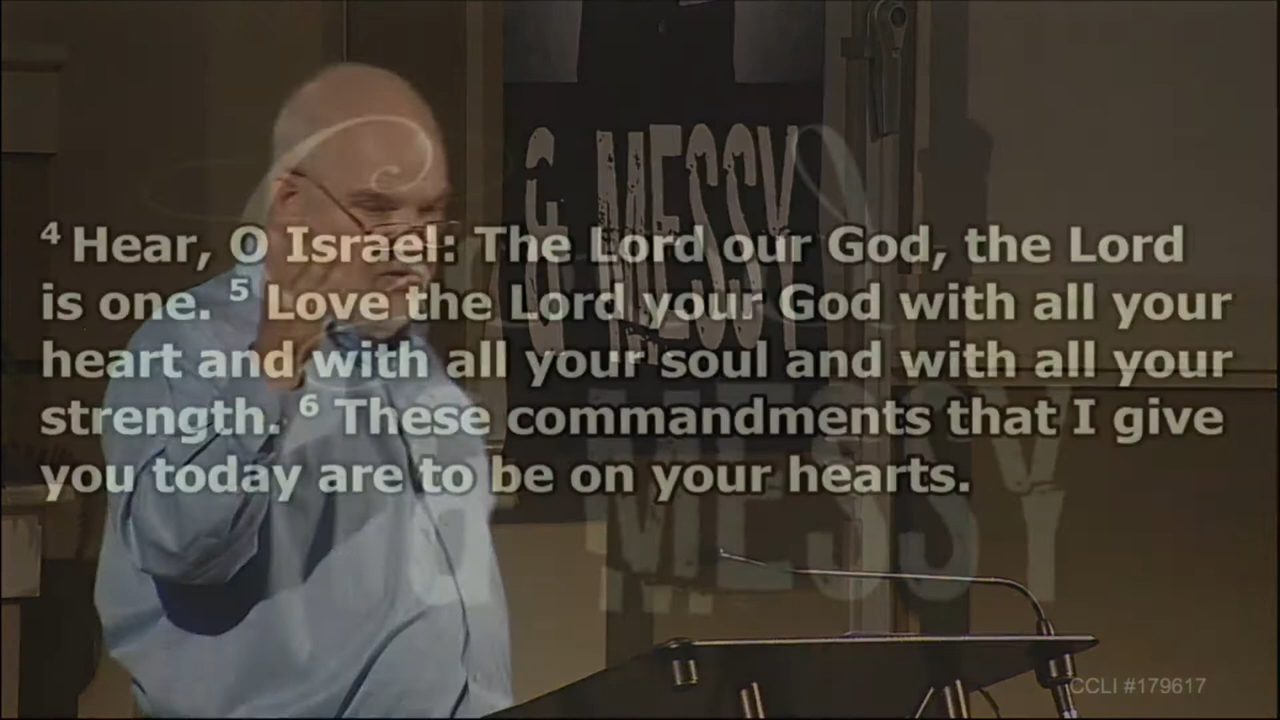 & MESSY
⁴ Hear, O Israel: The Lord our God, the Lord
is one. ⁵ Love the Lord your God with all your
heart and with all your soul and with all your
strength. ⁶ These commandments that I give
you today are to be on your hearts.
MESSY
CCLI #179617